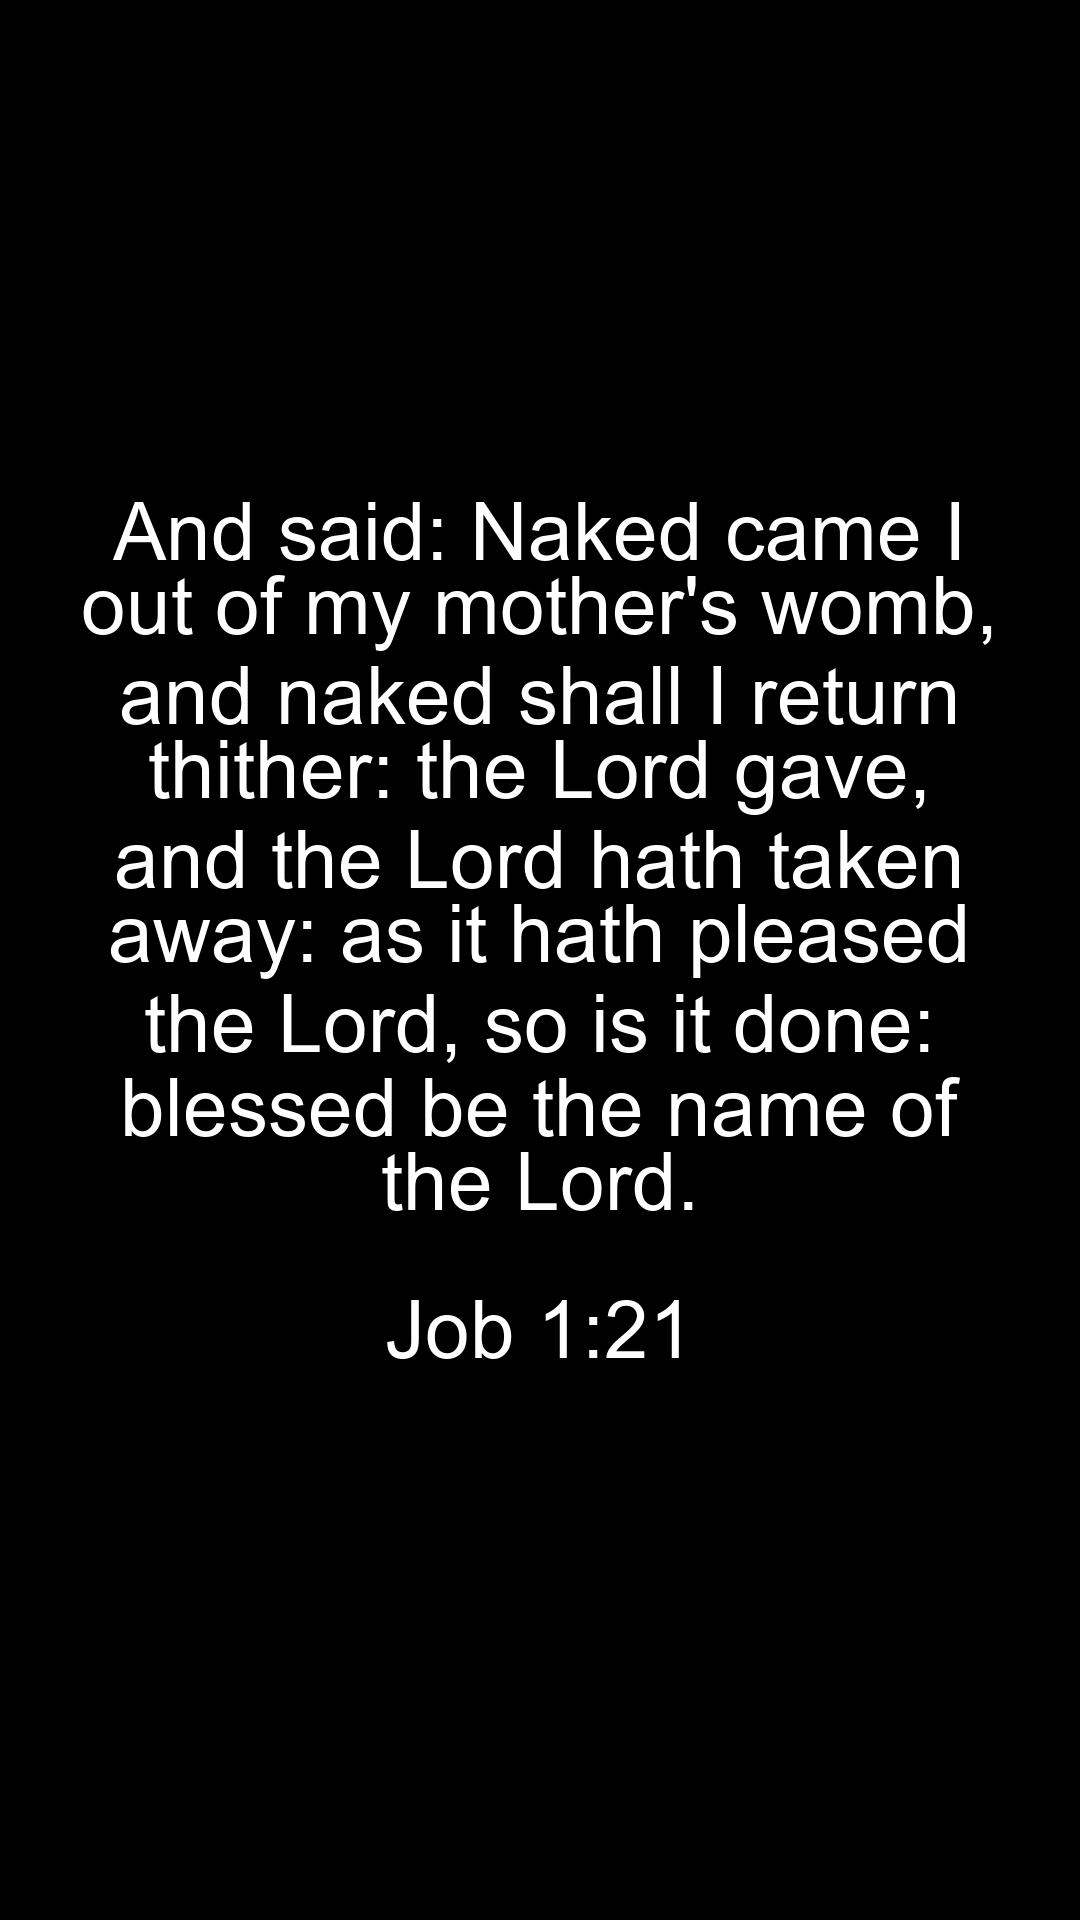 And said: Naked came I
out of my mother's womb,
and naked shall I return
thither: the Lord gave,
and the Lord hath taken
away: as it hath pleased
the Lord, so is it done:
blessed be the name of
the Lord.
Job 1:21